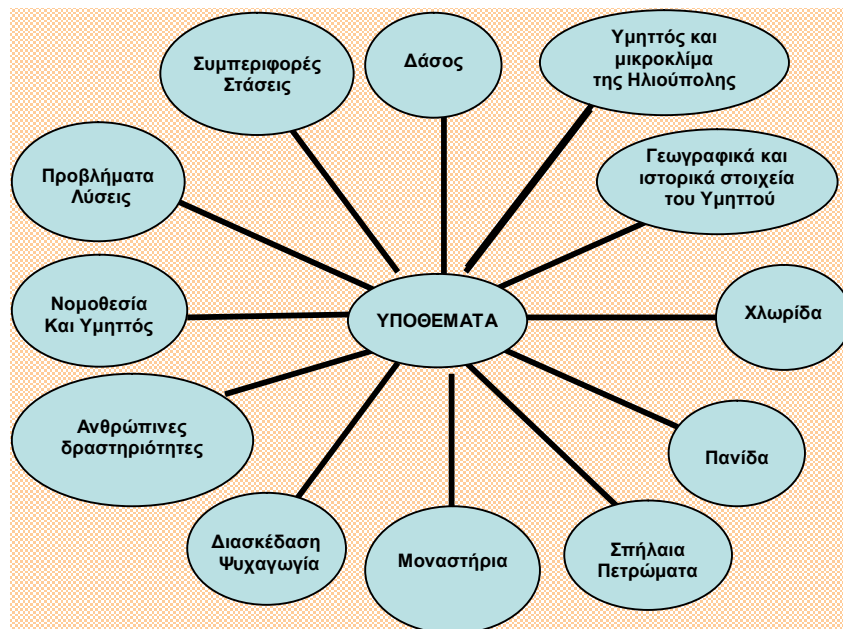 Συμπεριφορές
Στάσεις
Δάσος
Υμηττός και
μικροκλίμα
της Ηλιούπολης
Προβλήματα
Λύσεις
Γεωγραφικά και
ιστορικά στοιχεία
του Υμηττού
Νομοθεσία
Και Υμηττός
ΥΠΟΘΕΜΑΤΑ
Χλωρίδα
Ανθρώπινες
δραστηριότητες
Πανίδα
Διασκέδαση
Ψυχαγωγία
Μοναστήρια
Σπήλαια
Πετρώματα